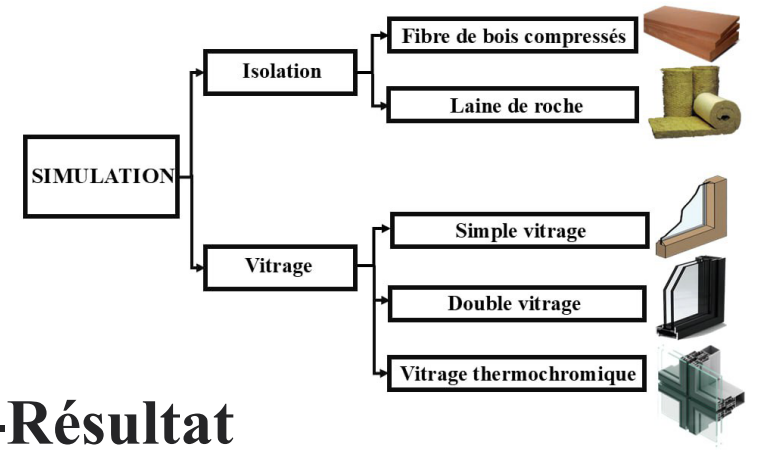 Fibre de bois compressés
Isolation
Laine de roche
SIMULATION
Simple vitrage
Vitrage
Double vitrage
Vitrage thermochromique
-Résultat